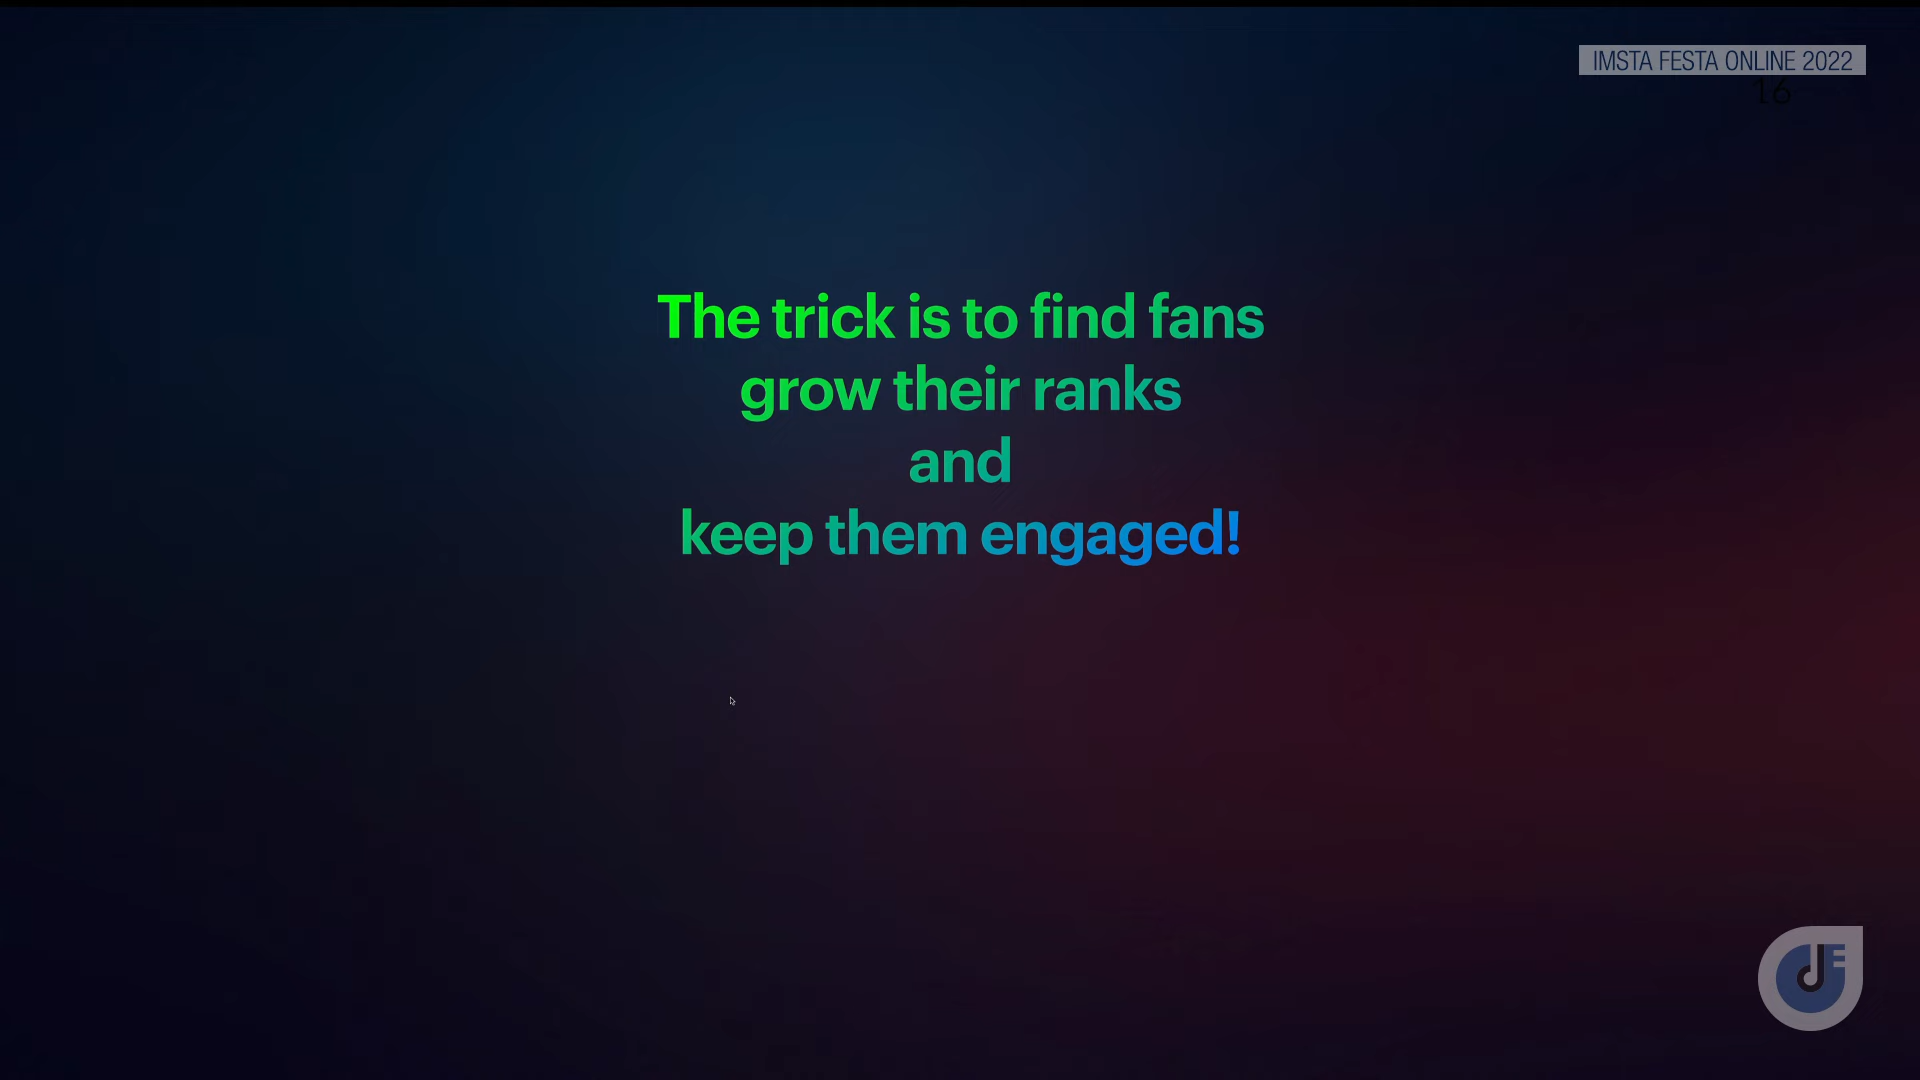 IMSTA FESTA ONLINE 2022
16
The trick is to find fans
grow their ranks
and
keep them engaged!